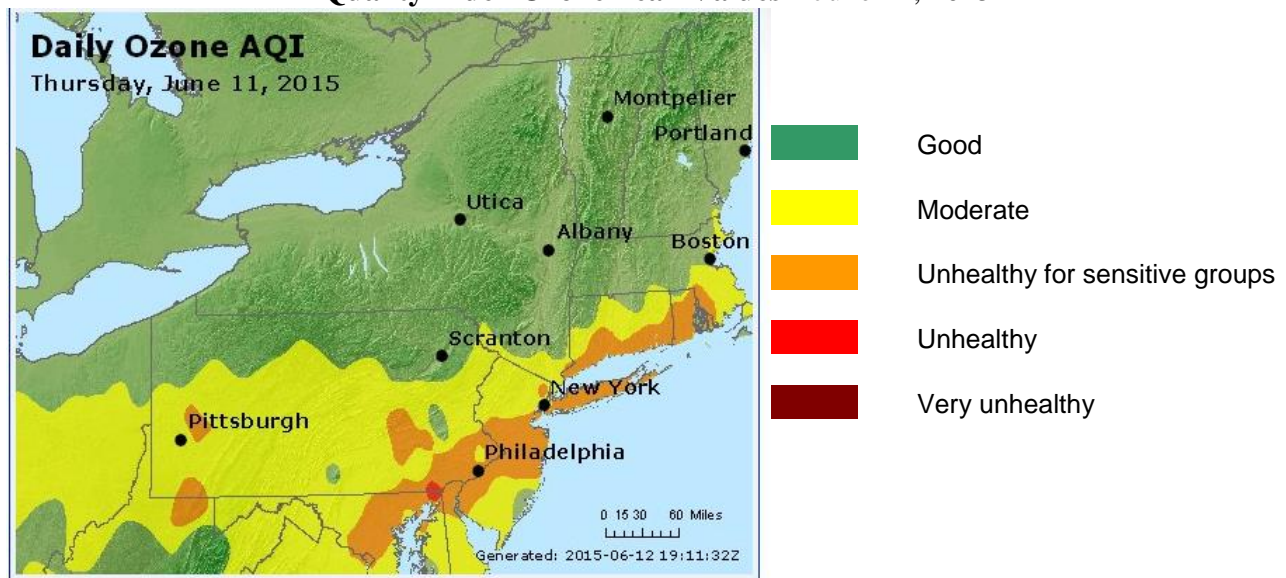 Daily Ozone AQI
Thursday, June 11, 2015
Montpelier
Portland
Utica
Albany
Boston
Scranton
New York
Pittsburgh
Philadelphia
0 15 30 60 Miles
Generated: 2015-06-12 19:11:32Z
Good
Moderate
Unhealthy for sensitive groups
Unhealthy
Very unhealthy